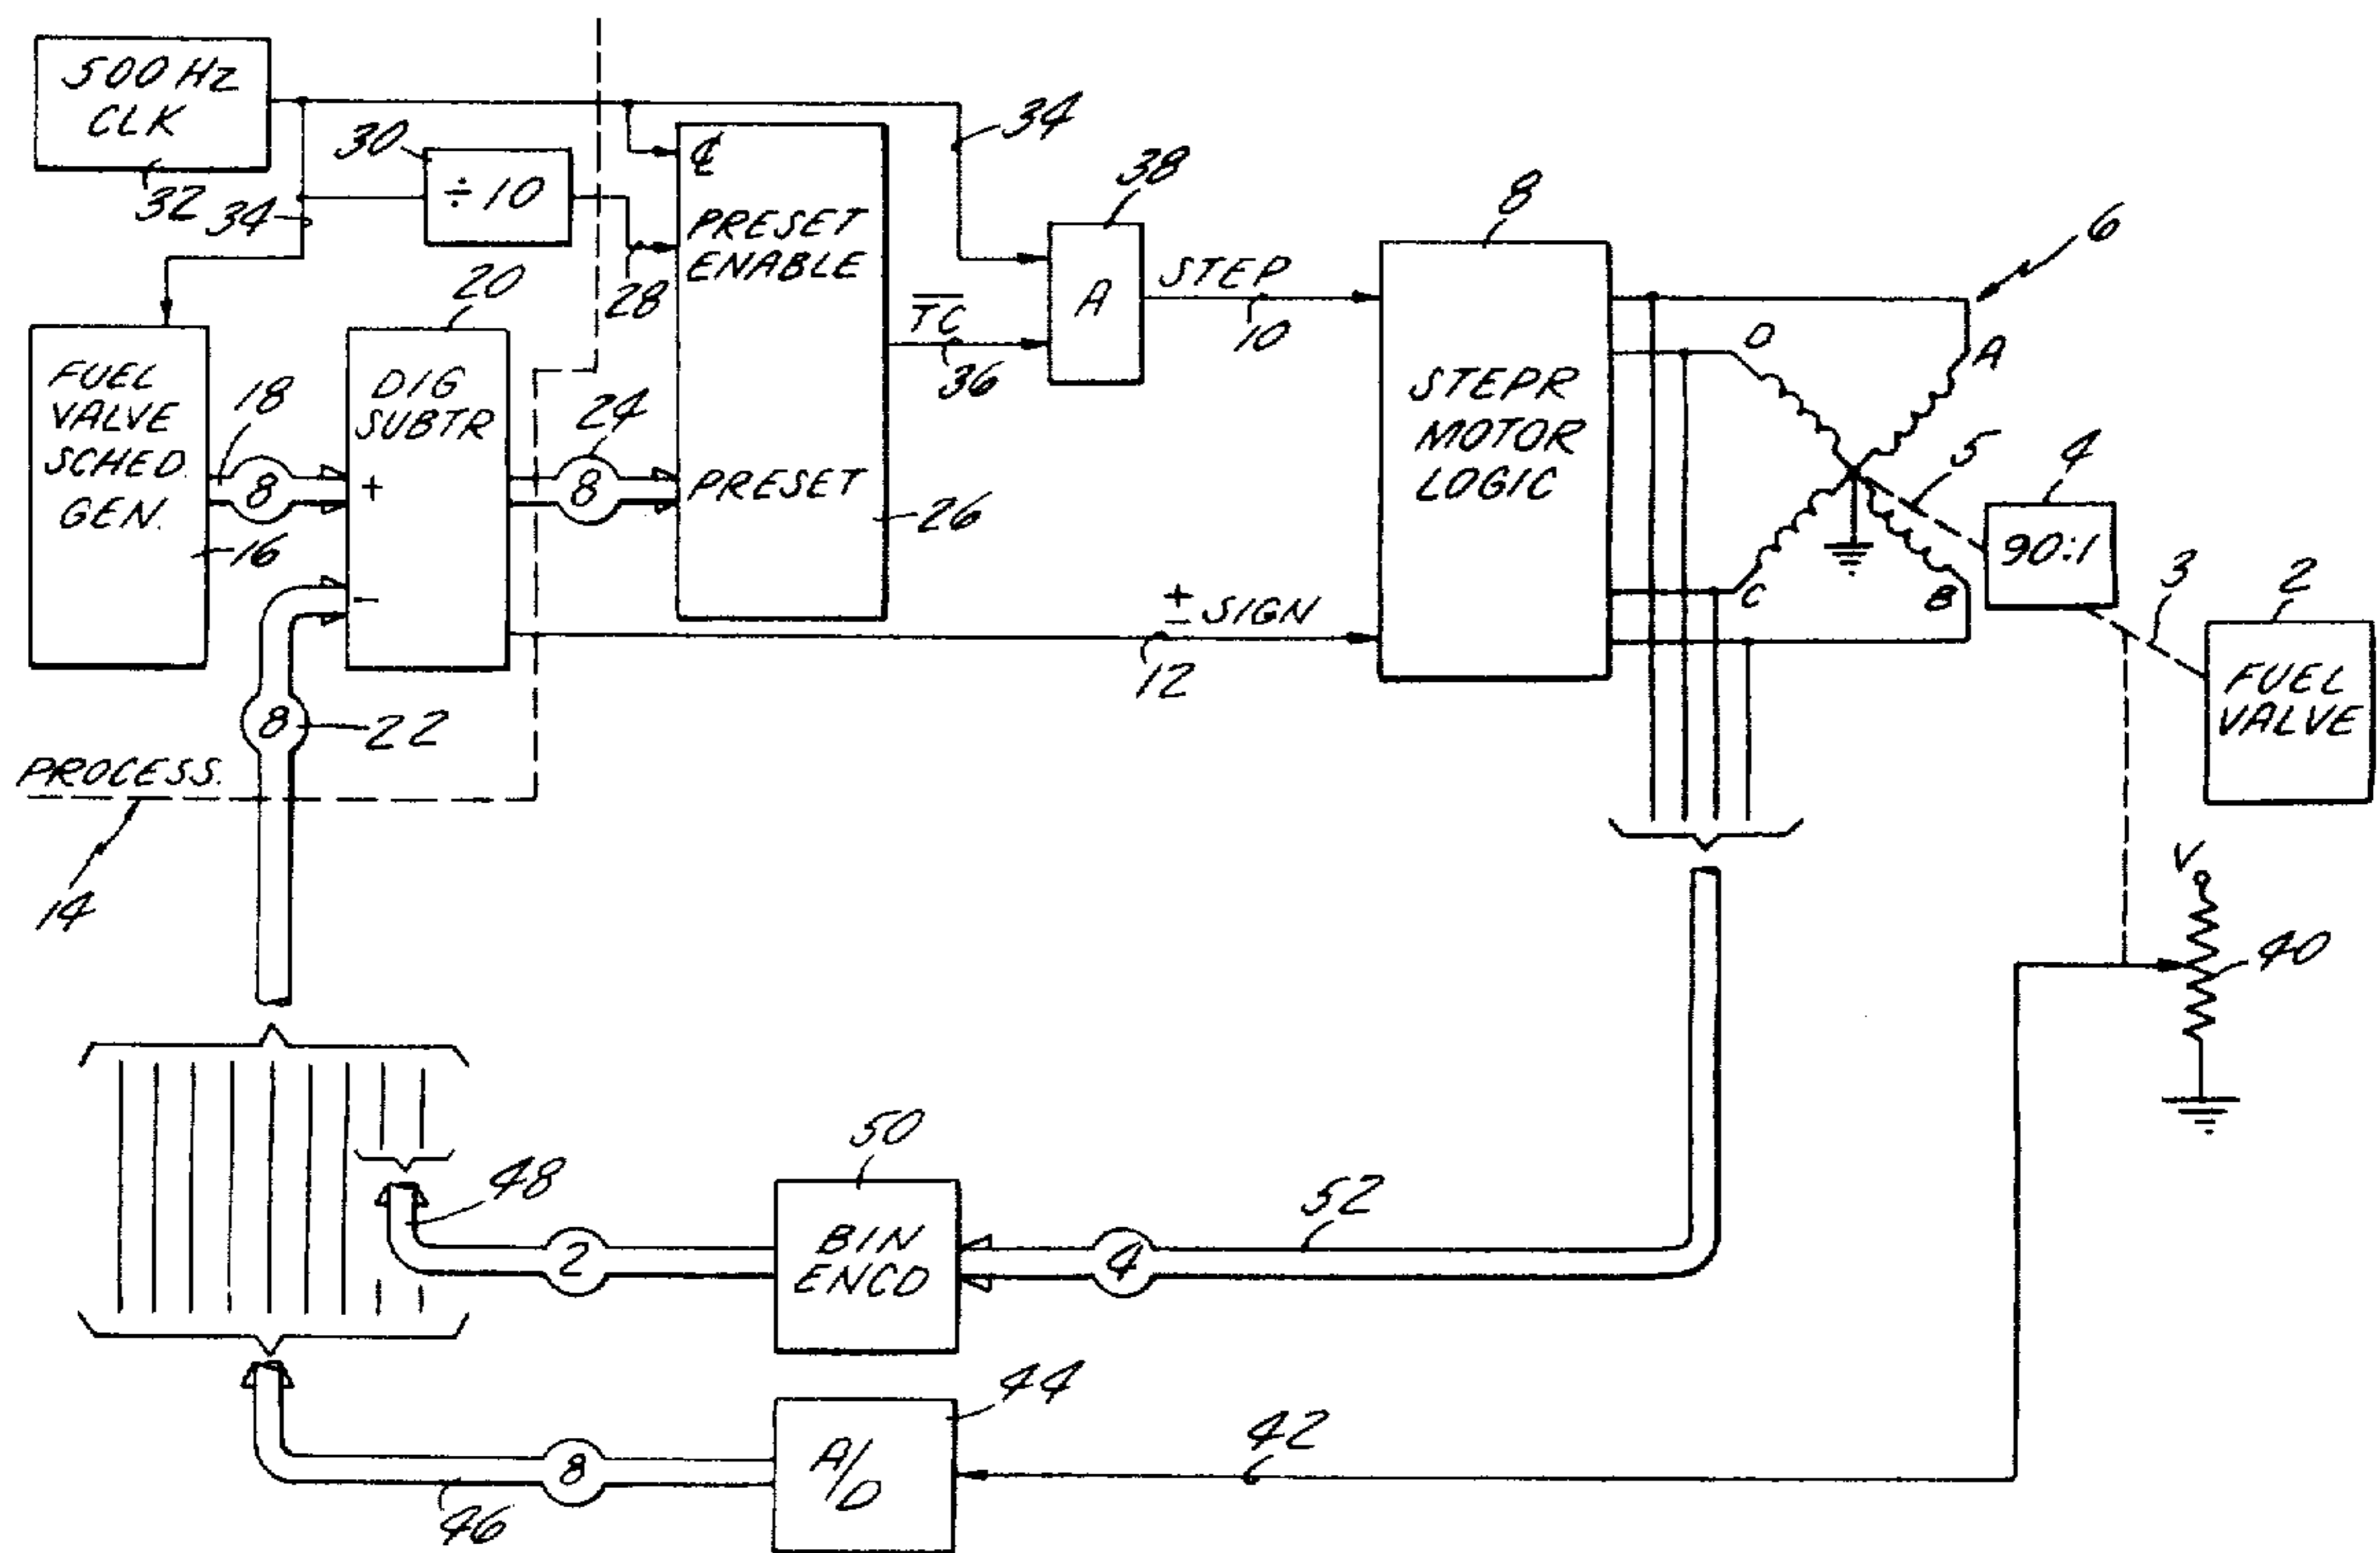 500 HZ
CLK
32
34
30
÷10
28
₵
PRESET
ENABLE
PRESET
26
34
38
A
TC
36
STEP
10
8
STEPR
MOTOR
LOGIC
6
D
A
C
B
5
4
90:1
3
2
FUEL
VALVE
FUEL
VALVE
SCHED.
GEN.
16
18
8
20
DIG
SUBTR
+
-
24
8
± SIGN
12
8
22
PROCESS.
14
V
40
48
2
50
BIN
ENCD
4
52
46
8
44
A/D
42